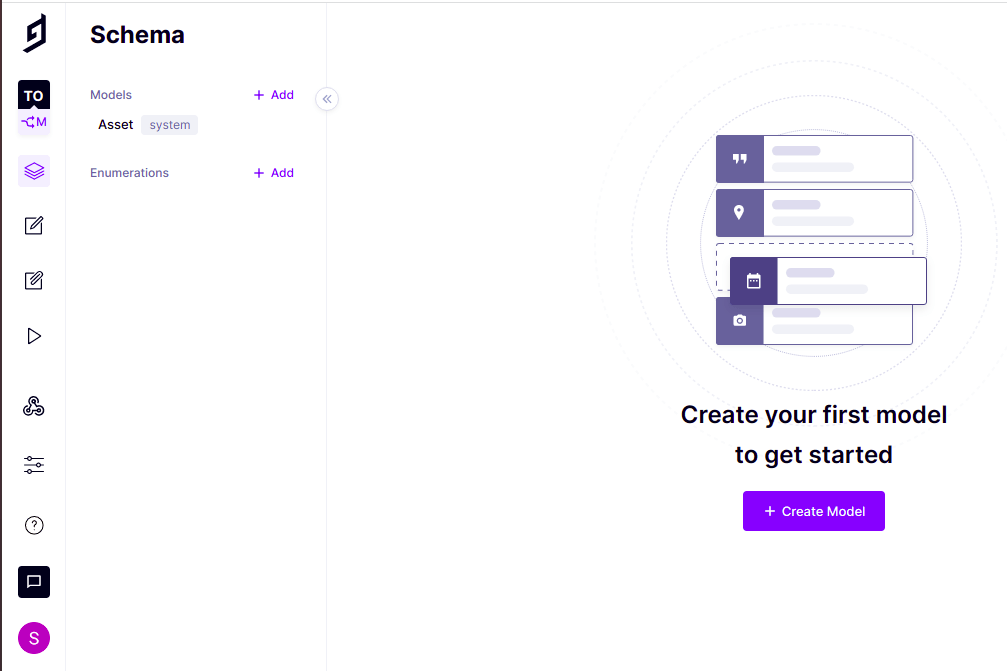 Schema
TO
M
Models
+ Add
Asset system
Enumerations
+ Add
Create your first model
to get started
+ Create Model
?
S